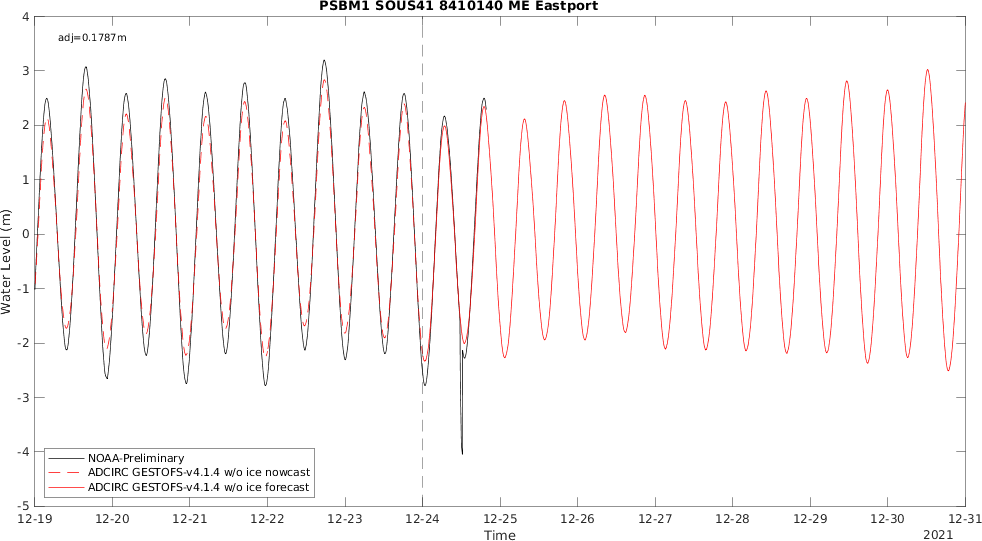 PSBM1 SOUS41 8410140 ME Eastport
adj=0.1787m
4
3
2
1
0
-1
-2
-3
-4
-5
Water Level (m)
NOAA-Preliminary
ADCIRC GESTOFS-v4.1.4 w/o ice nowcast
ADCIRC GESTOFS-v4.1.4 w/o ice forecast
12-19 12-20 12-21 12-22 12-23 12-24 12-25 12-26 12-27 12-28 12-29 12-30 12-31
Time
2021